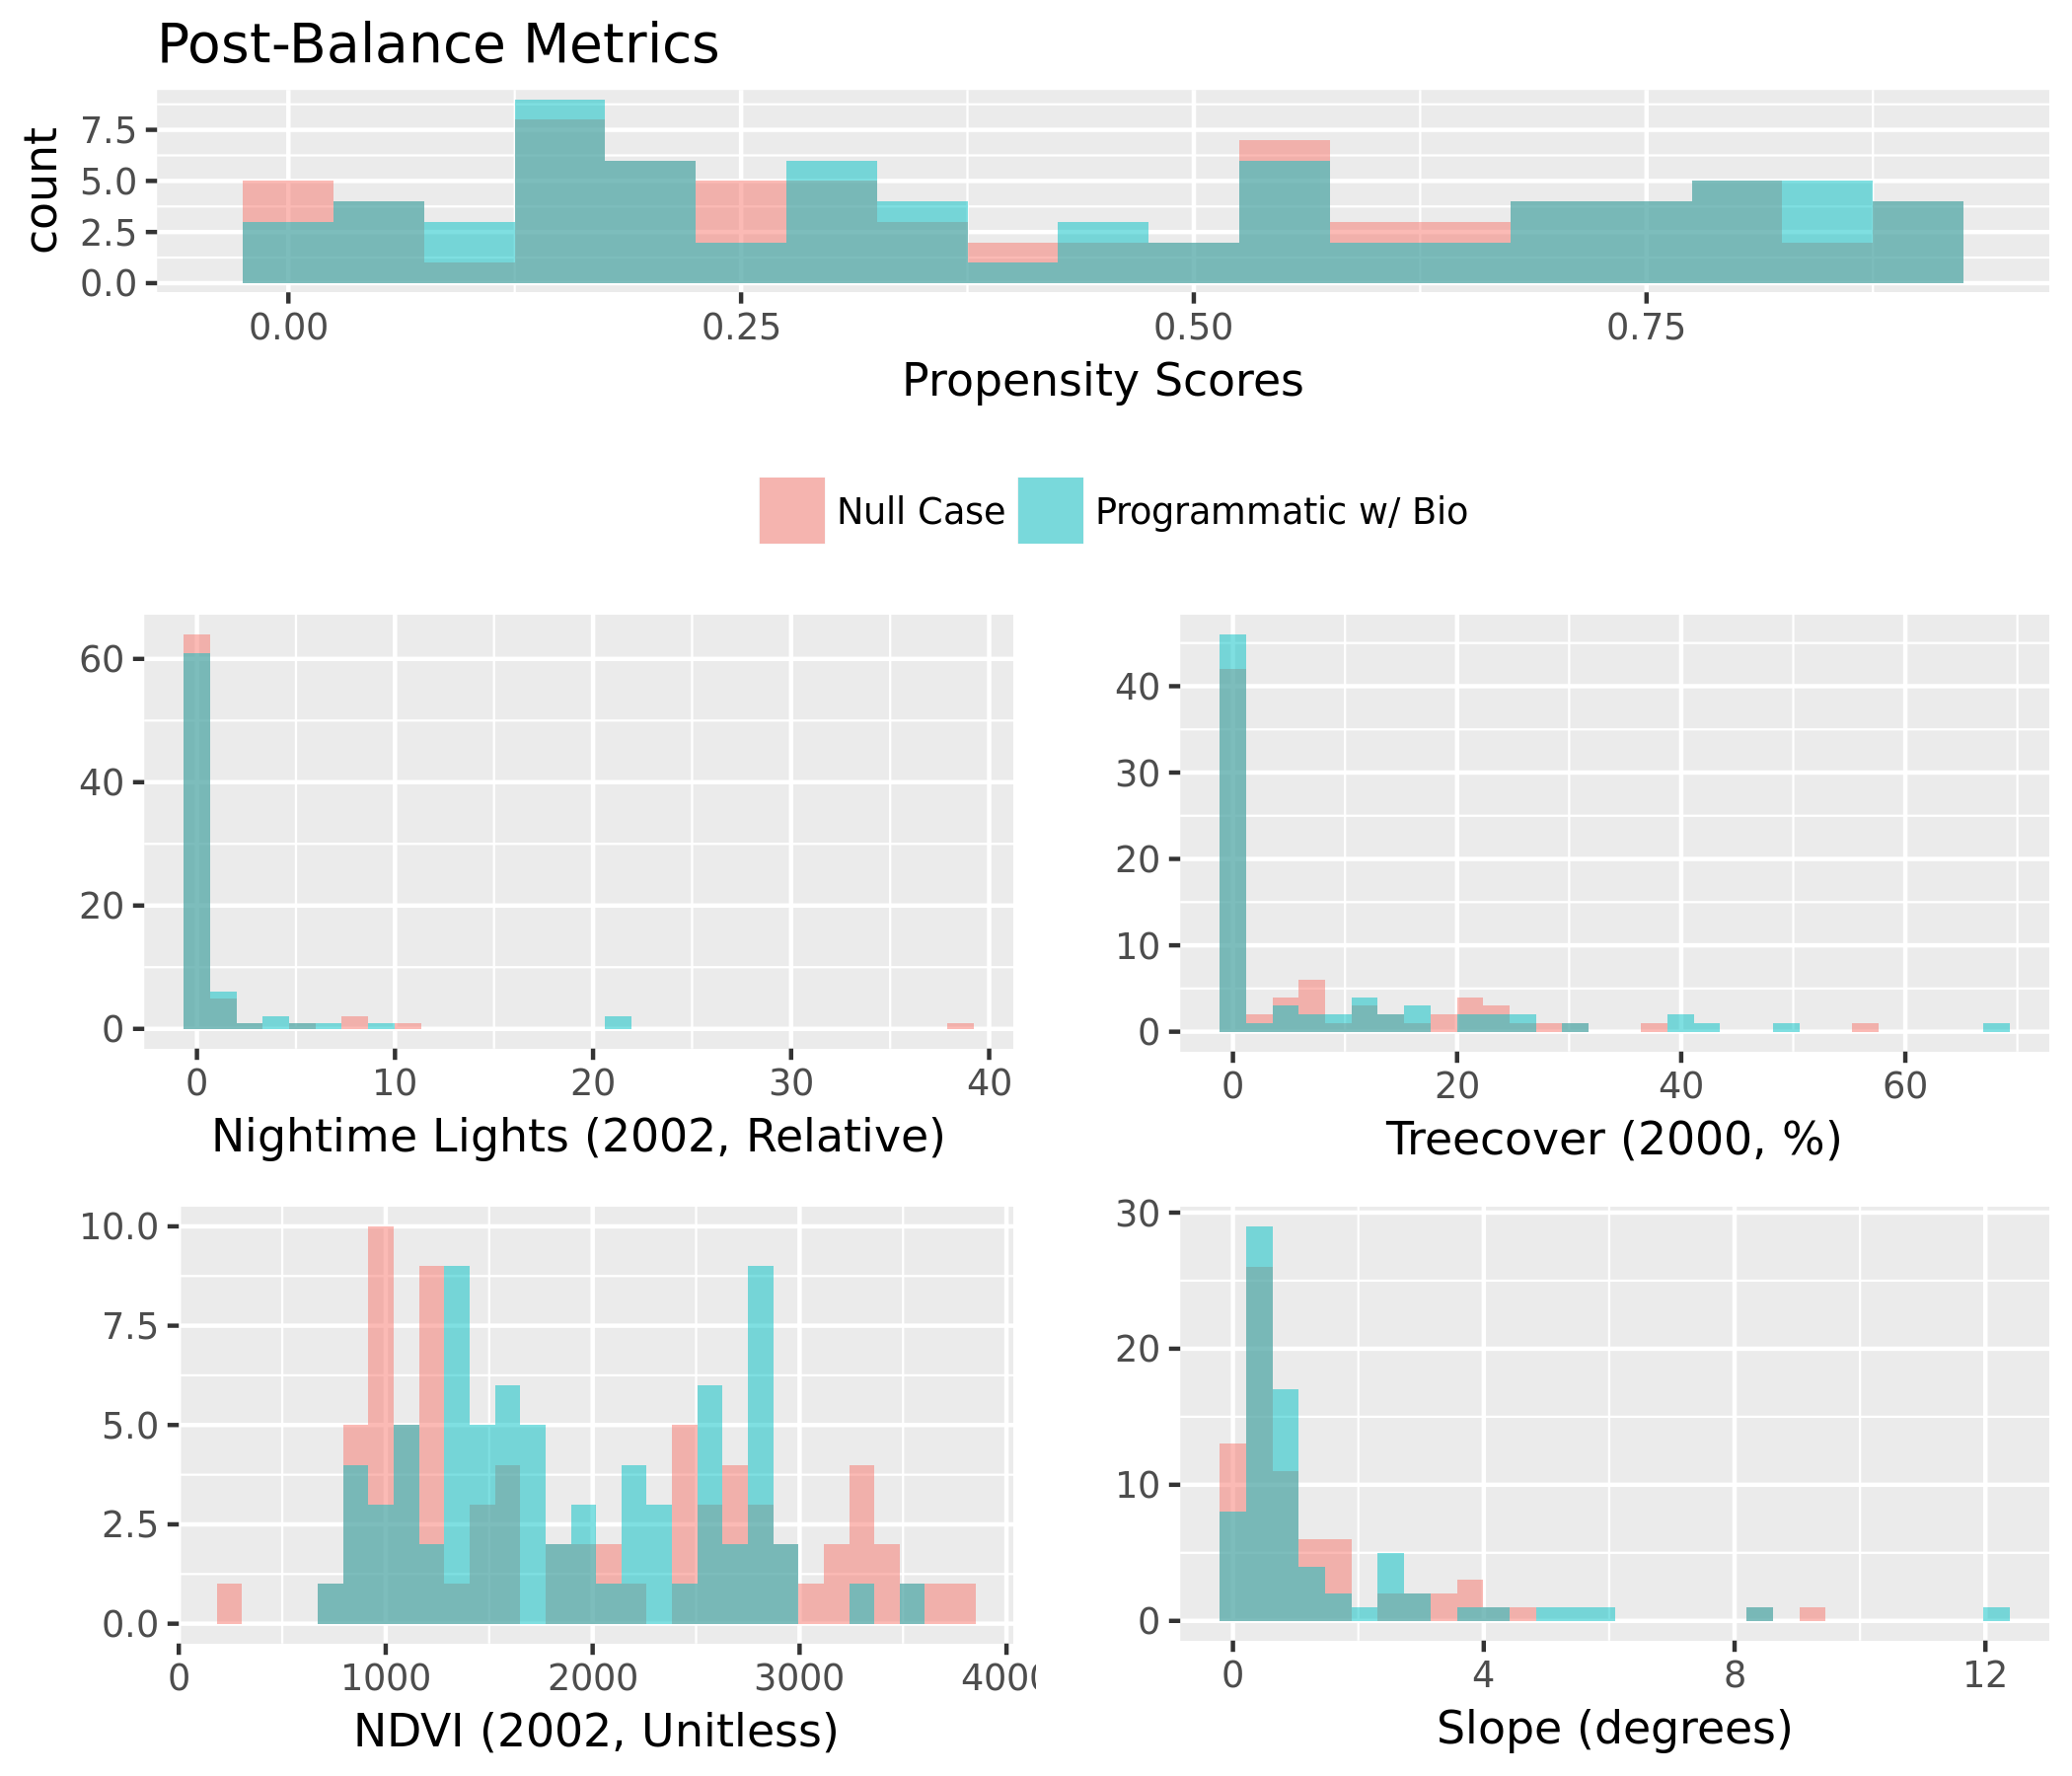 Post-Balance Metrics
count
7.5
5.0
2.5
0.0
0.00 0.25 0.50 0.75
Propensity Scores
Null Case Programmatic w/ Bio
60
40
20
0
0 10 20 30 40
Nightime Lights (2002, Relative)
40
30
20
10
0
0 20 40 60
Treecover (2000, %)
10.0
7.5
5.0
2.5
0.0
0 1000 2000 3000 400
NDVI (2002, Unitless)
30
20
10
0
0 4 8 12
Slope (degrees)